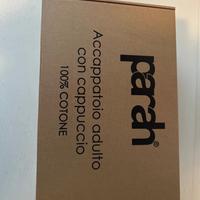 parah®
Accappatoio adulto
con cappuccio
100% COTONE